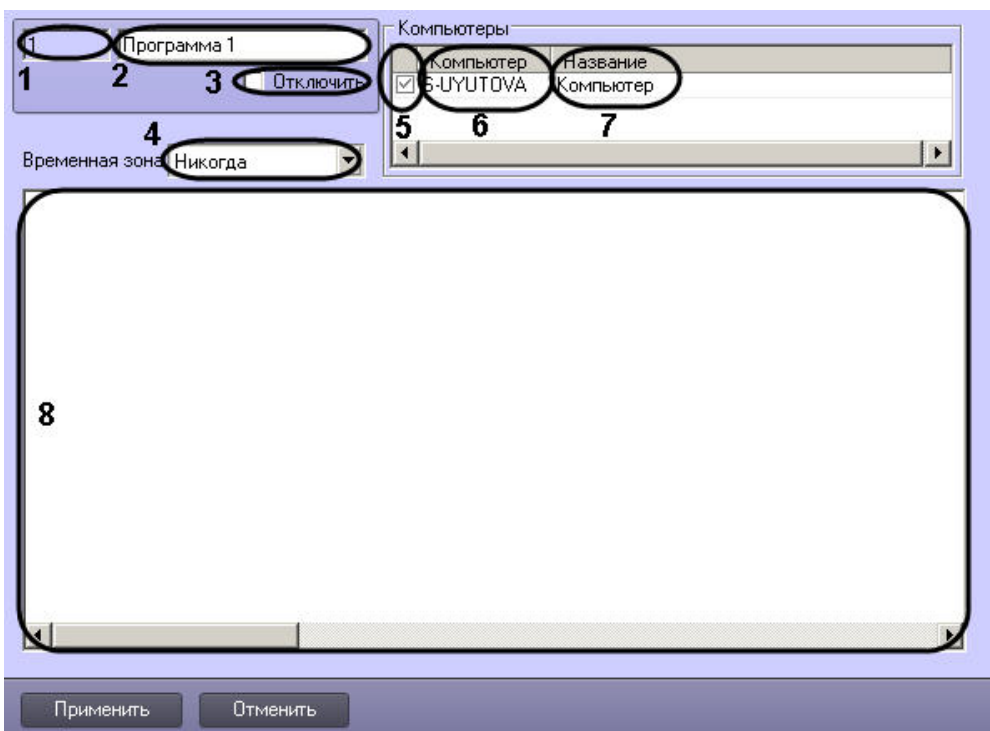 1 Программа 1
1 2 3 Отключить
Компьютеры
Компьютер Название
S-UYUTOVA Компьютер
5 6 7
4
Временная зона Никогда
8
Применить Отменить